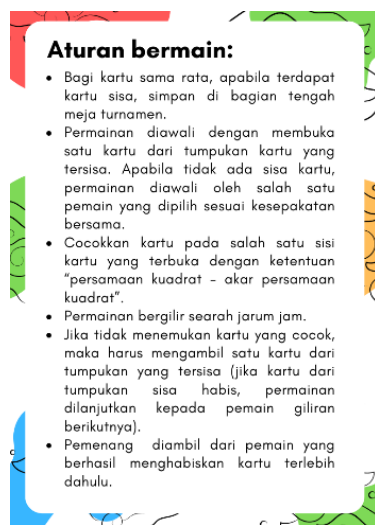 Aturan bermain:
• Bagi kartu sama rata, apabila terdapat
kartu sisa, simpan di bagian tengah
meja turnamen.
• Permainan diawali dengan membuka
satu kartu dari tumpukan kartu yang
tersisa. Apabila tidak ada sisa kartu,
permainan diawali oleh salah satu
pemain yang dipilih sesuai kesepakatan
bersama.
• Cocokkan kartu pada salah satu sisi
kartu yang terbuka dengan ketentuan
“persamaan kuadrat - akar persamaan
kuadrat”.
• Permainan bergilir searah jarum jam.
• Jika tidak menemukan kartu yang cocok,
maka harus mengambil satu kartu dari
tumpukan yang tersisa (jika kartu dari
tumpukan sisa habis, permainan
dilanjutkan kepada pemain giliran
berikutnya).
• Pemenang diambil dari pemain yang
berhasil menghabiskan kartu terlebih
dahulu.